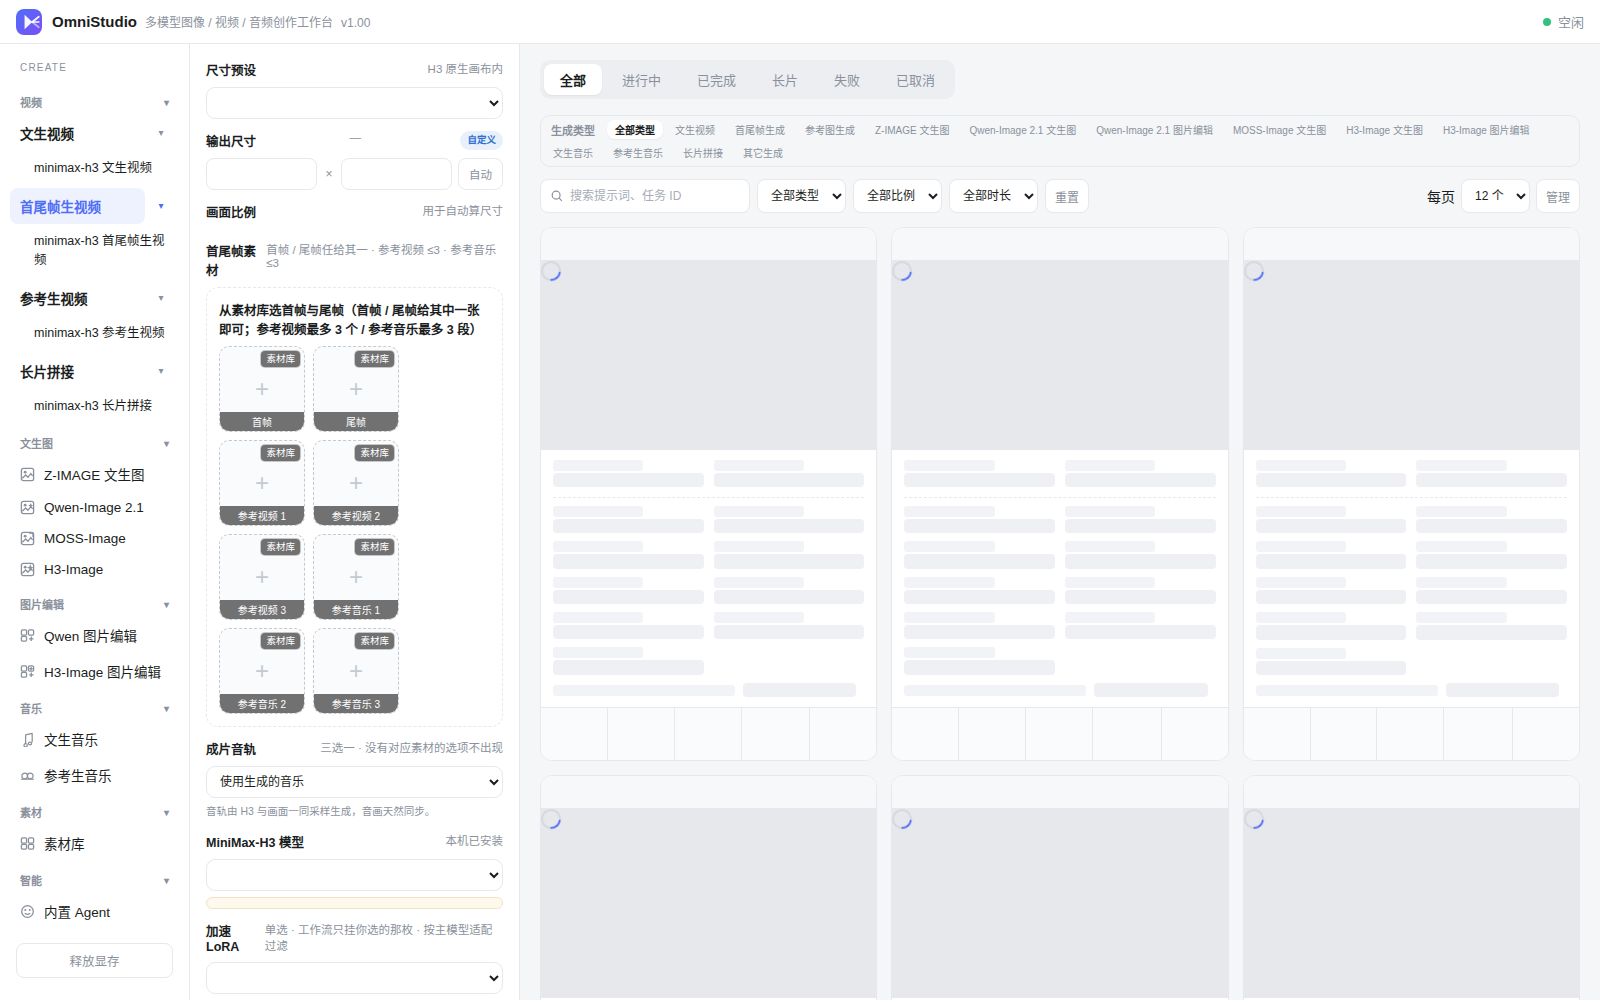 OmniStudio 多模型图像 / 视频 / 音频创作工作台 v1.00
空闲
CREATE
视频
文生视频
minimax-h3 文生视频
首尾帧生视频
minimax-h3 首尾帧生视
频
参考生视频
minimax-h3 参考生视频
长片拼接
minimax-h3 长片拼接
文生图
Z-IMAGE 文生图
Qwen-Image 2.1
MOSS-Image
H3-Image
图片编辑
Qwen 图片编辑
H3-Image 图片编辑
音乐
文生音乐
参考生音乐
素材
素材库
智能
内置 Agent
释放显存
尺寸预设 H3 原生画布内
输出尺寸 — 自定义
× 自动
画面比例 用于自动算尺寸
首尾帧素
材
首帧 / 尾帧任给其一 · 参考视频 ≤3 · 参考音乐
≤3
从素材库选首帧与尾帧（首帧 / 尾帧给其中一张
即可；参考视频最多 3 个 / 参考音乐最多 3 段）
素材库 素材库
+ +
首帧 尾帧
素材库 素材库
+ +
参考视频 1 参考视频 2
素材库 素材库
+ +
参考视频 3 参考音乐 1
素材库 素材库
+ +
参考音乐 2 参考音乐 3
成片音轨 三选一 · 没有对应素材的选项不出现
使用生成的音乐
音轨由 H3 与画面一同采样生成，音画天然同步。
MiniMax-H3 模型 本机已安装
加速
LoRA
单选 · 工作流只挂你选的那枚 · 按主模型适配
过滤
全部 进行中 已完成 长片 失败 已取消
生成类型 全部类型 文生视频 首尾帧生成 参考图生成 Z-IMAGE 文生图 Qwen-Image 2.1 文生图 Qwen-Image 2.1 图片编辑 MOSS-Image 文生图 H3-Image 文生图 H3-Image 图片编辑
文生音乐 参考生音乐 长片拼接 其它生成
搜索提示词、任务 ID 全部类型 全部比例 全部时长 重置 每页 12 个 管理